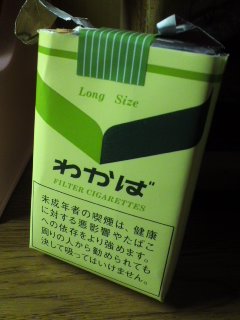 Long Size
わかば
FILTER CIGARETTES
未成年者の喫煙は、健康
に対する悪影響やたばこ
への依存をより強めます。
周りの人から勧められても
決して吸ってはいけません。